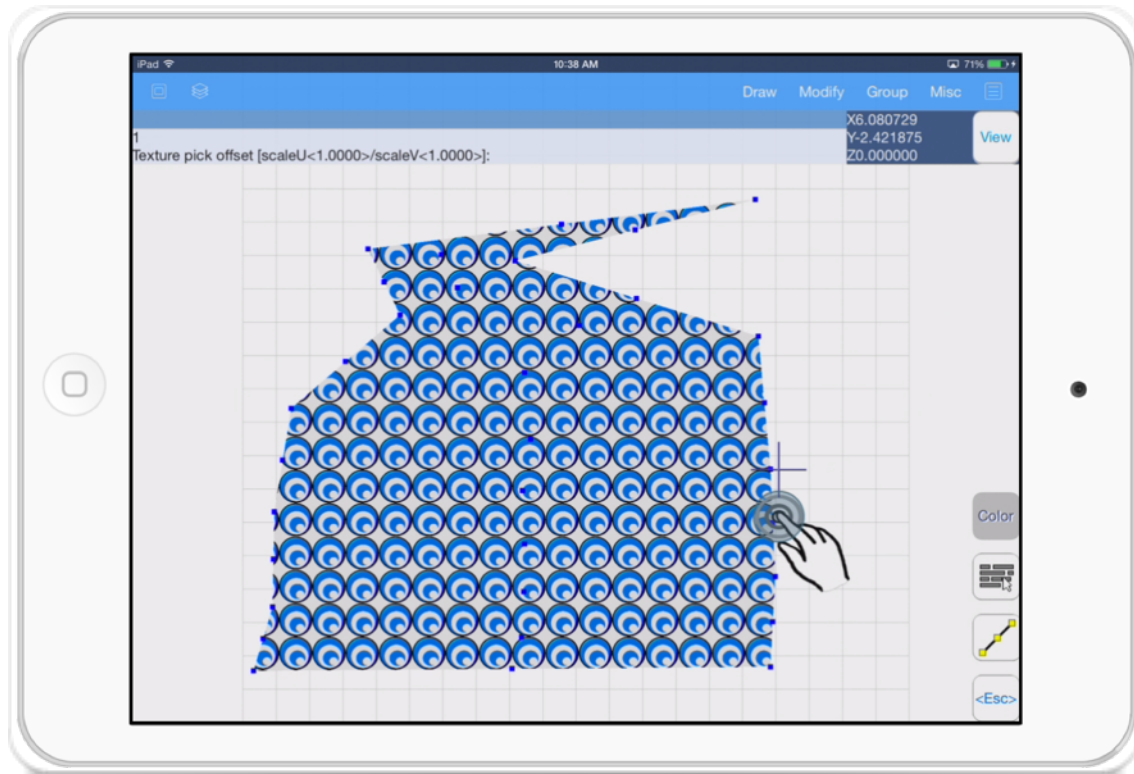 iPad 10:38 AM 71%
Draw Modify Group Misc
1
Texture pick offset [scaleU<1.0000>/scaleV<1.0000>]:
X6.080729
Y-2.421875
Z0.000000
View
Color
<Esc>